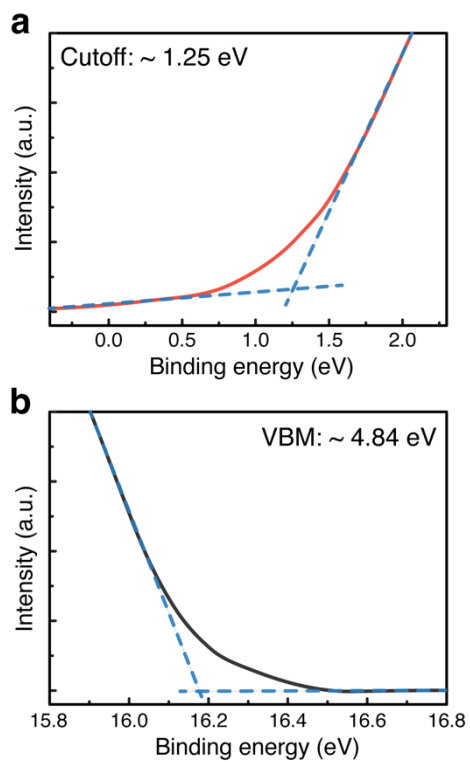 a
Cutoff: ~ 1.25 eV
Intensity (a.u.)
0.0 0.5 1.0 1.5 2.0
Binding energy (eV)
b
VBM: ~ 4.84 eV
Intensity (a.u.)
15.8 16.0 16.2 16.4 16.6 16.8
Binding energy (eV)